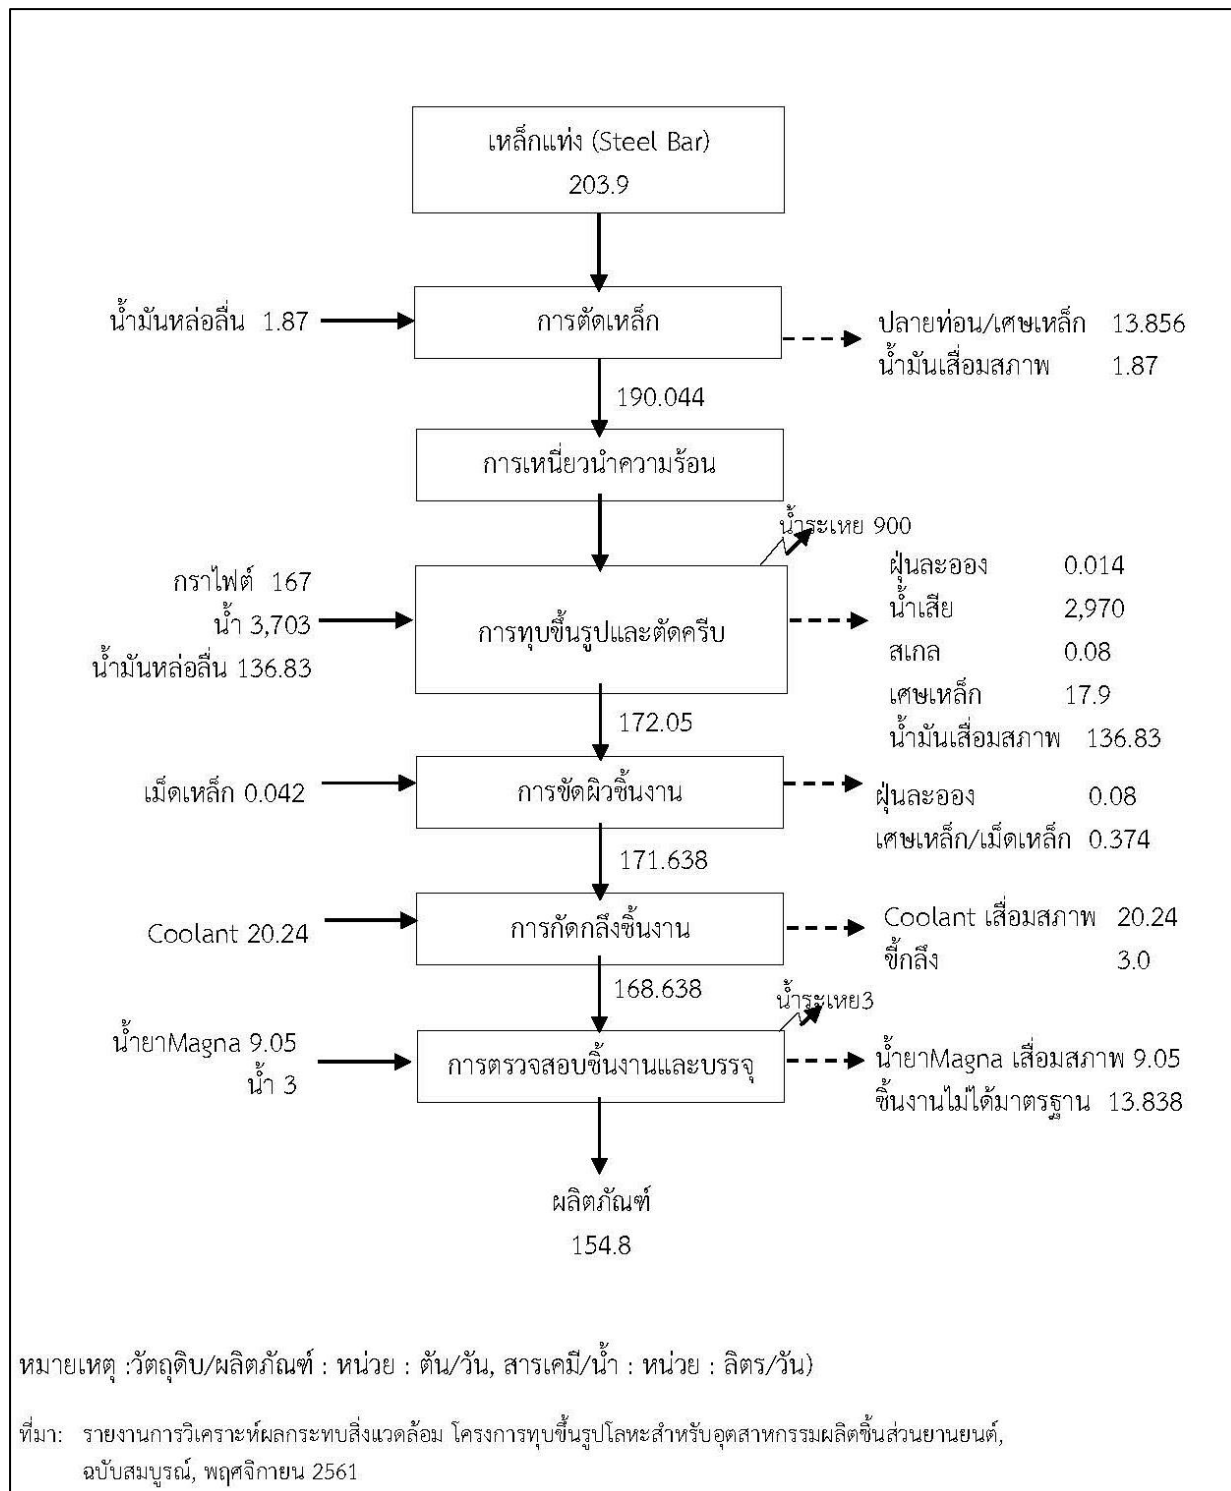 เหล็กแท่ง (Steel Bar)
203.9
น้ำมันหล่อลื่น 1.87
การตัดเหล็ก
ปลายท่อน/เศษเหล็ก 13.856
น้ำมันเสื่อมสภาพ 1.87
190.044
การเหนี่ยวนำความร้อน
น้ำระเหย 900
กราไฟต์ 167
น้ำ 3,703
น้ำมันหล่อลื่น 136.83
การทุบขึ้นรูปและตัดครีบ
ฝุ่นละออง 0.014
น้ำเสีย 2,970
สเกล 0.08
เศษเหล็ก 17.9
น้ำมันเสื่อมสภาพ 136.83
172.05
เม็ดเหล็ก 0.042
การขัดผิวชิ้นงาน
ฝุ่นละออง 0.08
เศษเหล็ก/เม็ดเหล็ก 0.374
171.638
Coolant 20.24
การกัดกลึงชิ้นงาน
Coolant เสื่อมสภาพ 20.24
ขี้กลึง 3.0
168.638
น้ำระเหย3
น้ำยาMagna 9.05
น้ำ 3
การตรวจสอบชิ้นงานและบรรจุ
น้ำยาMagna เสื่อมสภาพ 9.05
ชิ้นงานไม่ได้มาตรฐาน 13.838
ผลิตภัณฑ์
154.8
หมายเหตุ :วัตถุดิบ/ผลิตภัณฑ์ : หน่วย : ตัน/วัน, สารเคมี/น้ำ : หน่วย : ลิตร/วัน)
ที่มา: รายงานการวิเคราะห์ผลกระทบสิ่งแวดล้อม โครงการทุบขึ้นรูปโลหะสำหรับอุตสาหกรรมผลิตชิ้นส่วนยานยนต์,
ฉบับสมบูรณ์, พฤศจิกายน 2561